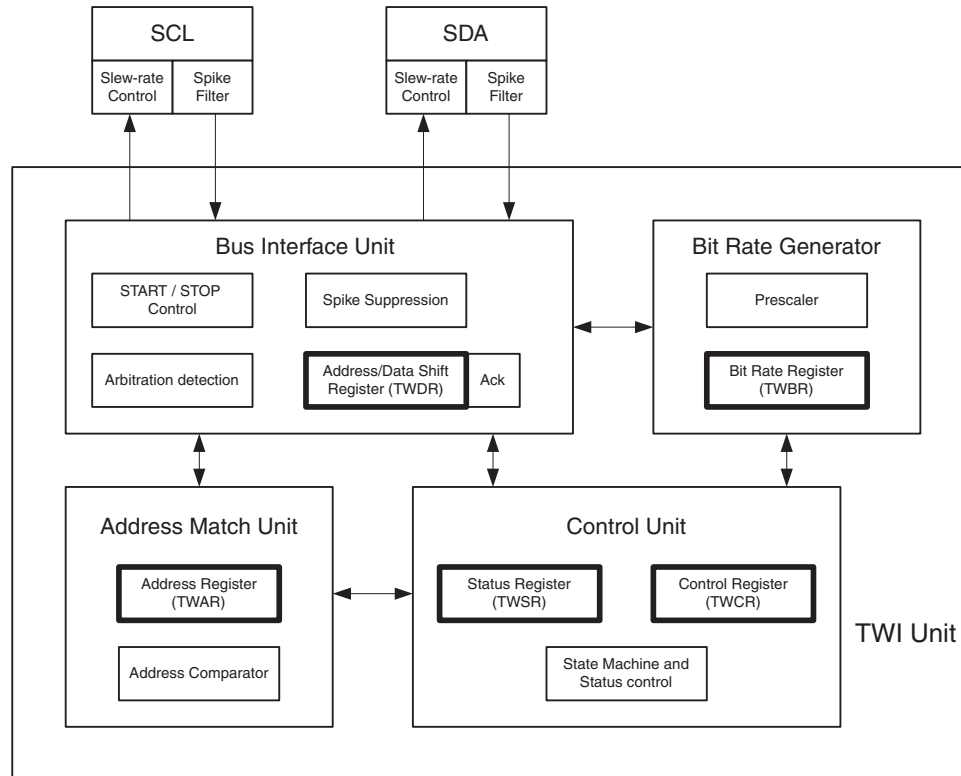 SCL
Slew-rate
Control
Spike
Filter
SDA
Slew-rate
Control
Spike
Filter
Bus Interface Unit
START / STOP
Control
Spike Suppression
Arbitration detection
Address/Data Shift
Register (TWDR)
Ack
Bit Rate Generator
Prescaler
Bit Rate Register
(TWBR)
Address Match Unit
Address Register
(TWAR)
Address Comparator
Control Unit
Status Register
(TWSR)
Control Register
(TWCR)
State Machine and
Status control
TWI Unit